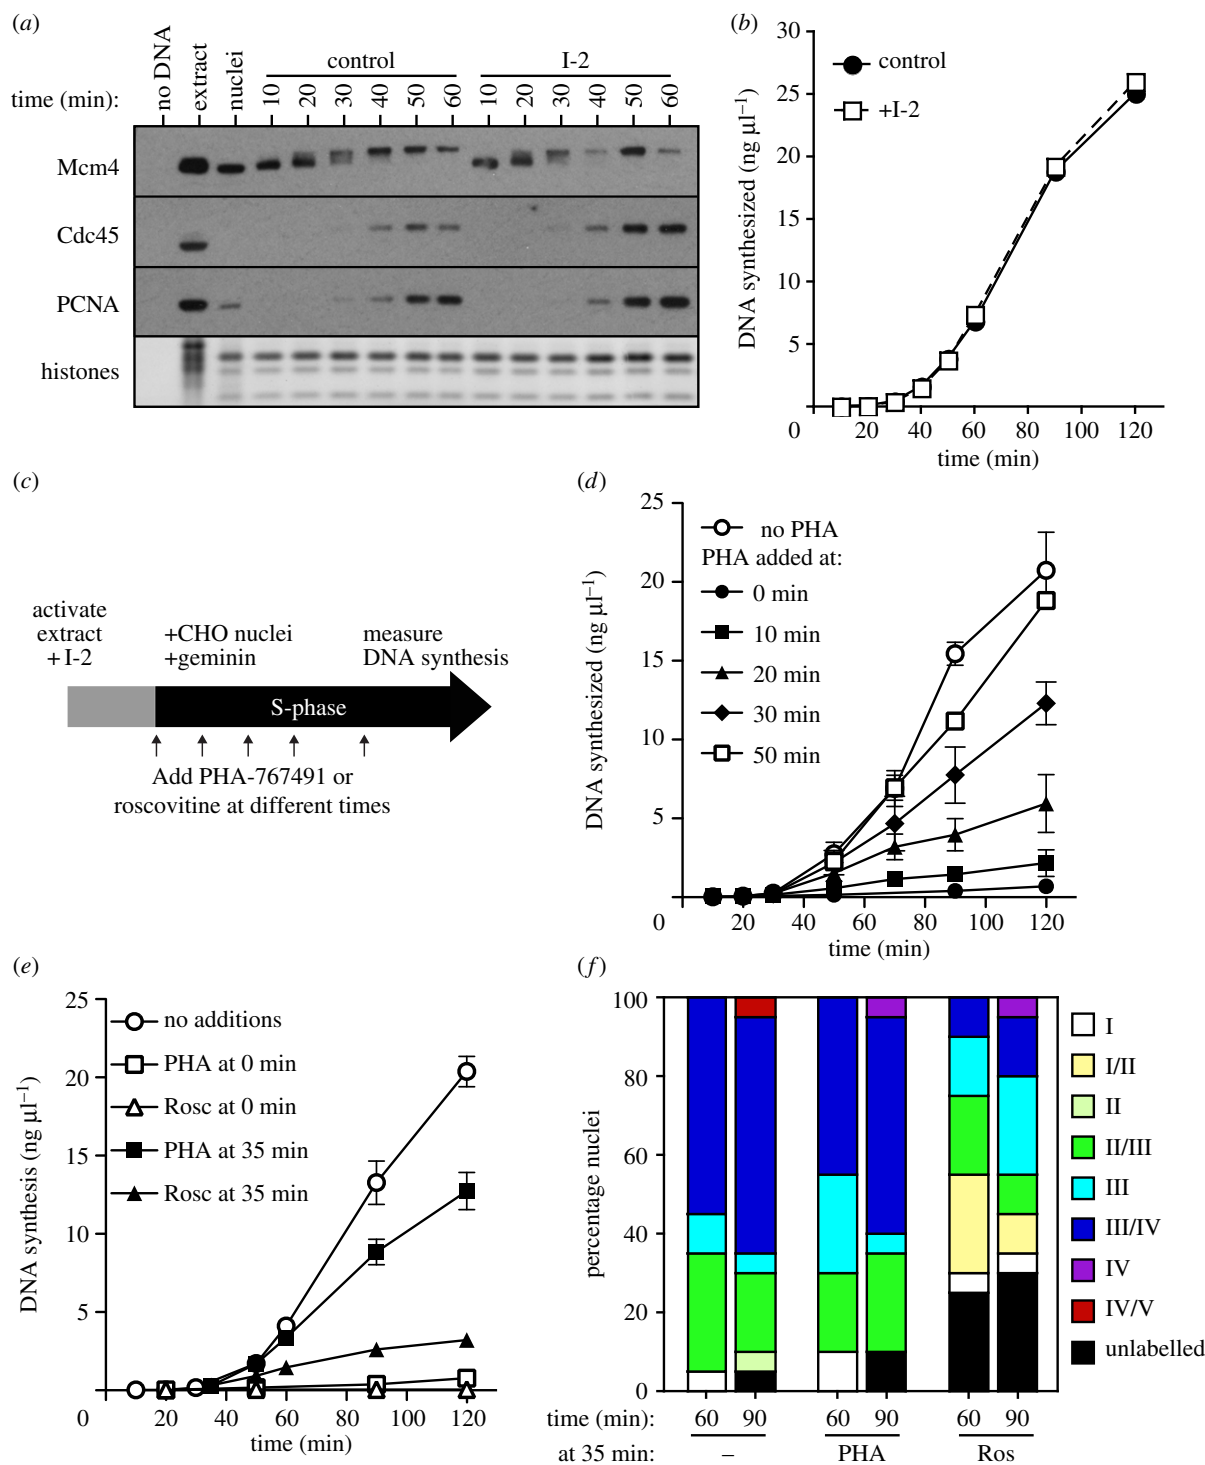 (a)
no DNA
extract
nuclei
control
I-2
time (min):
10 20 30 40 50 60 10 20 30 40 50 60
Mcm4
Cdc45
PCNA
histones
(b)
DNA synthesized (ng µl–1)
30
25
20
15
10
5
0 20 40 60 80 100 120
time (min)
control
+I-2
(c)
activate
extract
+I-2
+CHO nuclei
+geminin
measure
DNA synthesis
S-phase
Add PHA-767491 or
roscovitine at different times
(d)
DNA synthesized (ng µl–1)
25
20
15
10
5
0 20 40 60 80 100 120
time (min)
no PHA
PHA added at:
0 min
10 min
20 min
30 min
50 min
(e)
DNA synthesis (ng µl–1)
25
20
15
10
5
0
0 20 40 60 80 100 120
time (min)
no additions
PHA at 0 min
Rosc at 0 min
PHA at 35 min
Rosc at 35 min
(f)
percentage nuclei
100
80
60
40
20
0
time (min): 60 90 60 90 60 90
at 35 min: – PHA Ros
I
I/II
II
II/III
III
III/IV
IV
IV/V
unlabelled